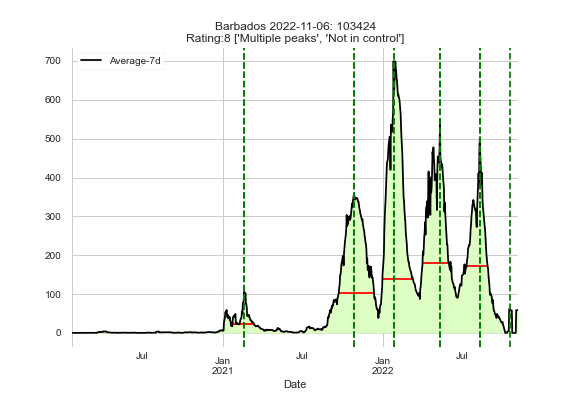 Barbados 2022-11-06: 103424
Rating:8 ['Multiple peaks', 'Not in control']
Average-7d
700
600
500
400
300
200
100
0
Jul
Jan
2021
Jul
Jan
2022
Jul
Date